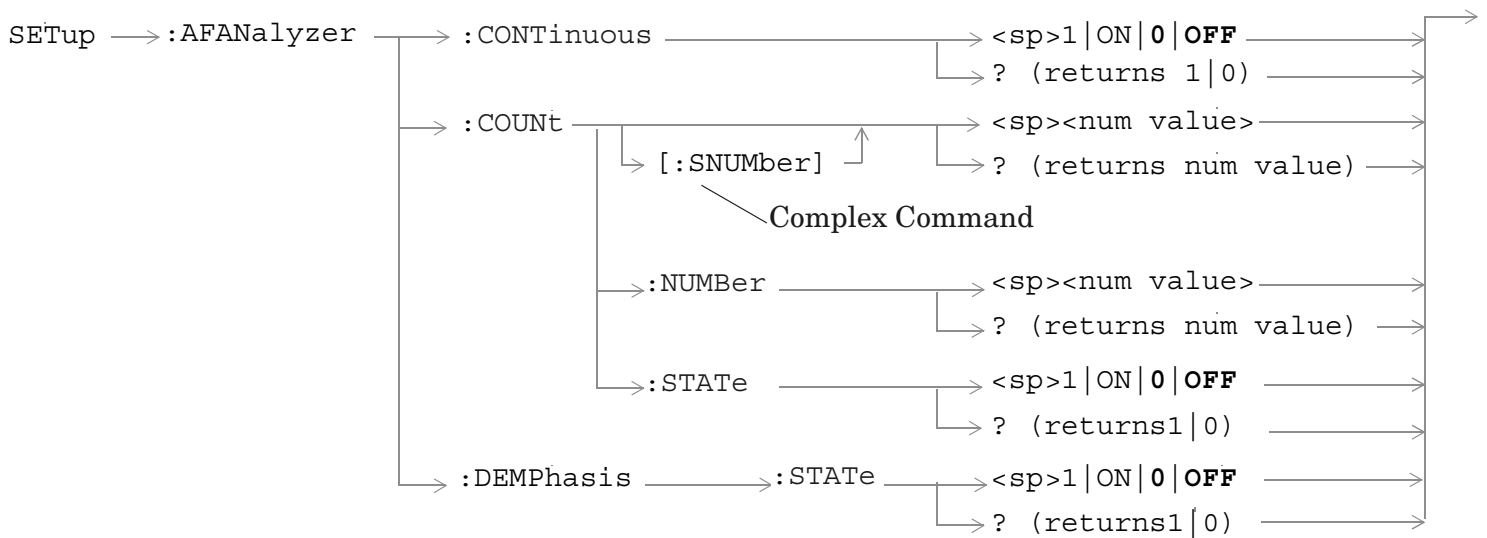 SETup :AFANalyzer :CONTinuous <sp>1|ON|0|OFF
? (returns 1|0)
:COUNt <sp><num value>
[:SNUMber] ? (returns num value)
Complex Command
:NUMBer <sp><num value>
? (returns num value)
:STATe <sp>1|ON|0|OFF
? (returns1|0)
:DEMPhasis :STATe <sp>1|ON|0|OFF
? (returns1|0)